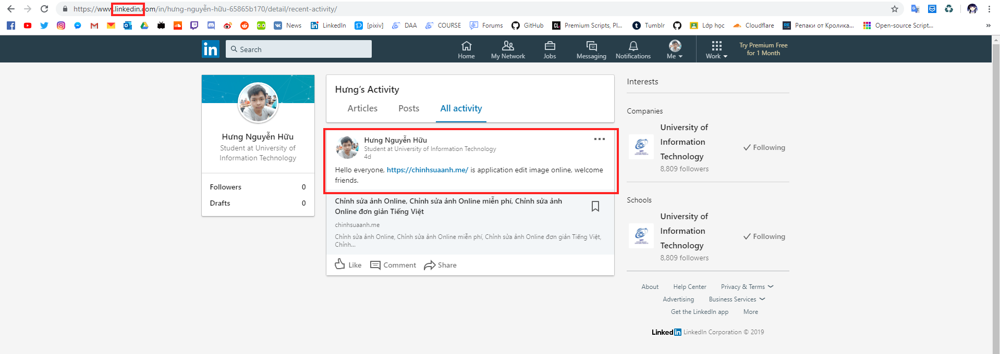 https://www.linkedin.com/in/hưng-nguyễn-hữu-65865b170/detail/recent-activity/
News
LinkedIn
[pixiv]
DAA
COURSE
Forums
GitHub
CL
Premium Scripts, Pl...
Tumblr
Lớp học
Cloudflare
RE
Репаки от Кролика...
Open-source Script...
»
in
Search
Home
My Network
Jobs
Messaging
Notifications
Me
Work
Try Premium Free
for 1 Month
Hưng Nguyễn Hữu
Student at University of
Information Technology
Followers 0
Drafts 0
Hưng’s Activity
Articles Posts All activity
Hưng Nguyễn Hữu
Student at University of Information Technology
4d
Hello everyone, https://chinhsuaanh.me/ is application edit image online, welcome
friends.
Chỉnh sửa ảnh Online, Chỉnh sửa ảnh Online miễn phí, Chỉnh sửa ảnh
Online đơn giản Tiếng Việt
chinhsuaanh.me
Chỉnh sửa ảnh Online, Chỉnh sửa ảnh Online miễn phí, Chỉnh sửa ảnh Online đơn giản Tiếng Việt,
Chỉnh...
Like Comment Share
Interests
Companies
University of
Information
Technology
8,809 followers
Following
Schools
University of
Information
Technology
8,809 followers
Following
About Help Center Privacy & Terms
Advertising Business Services
Get the LinkedIn app More
Linked in LinkedIn Corporation © 2019